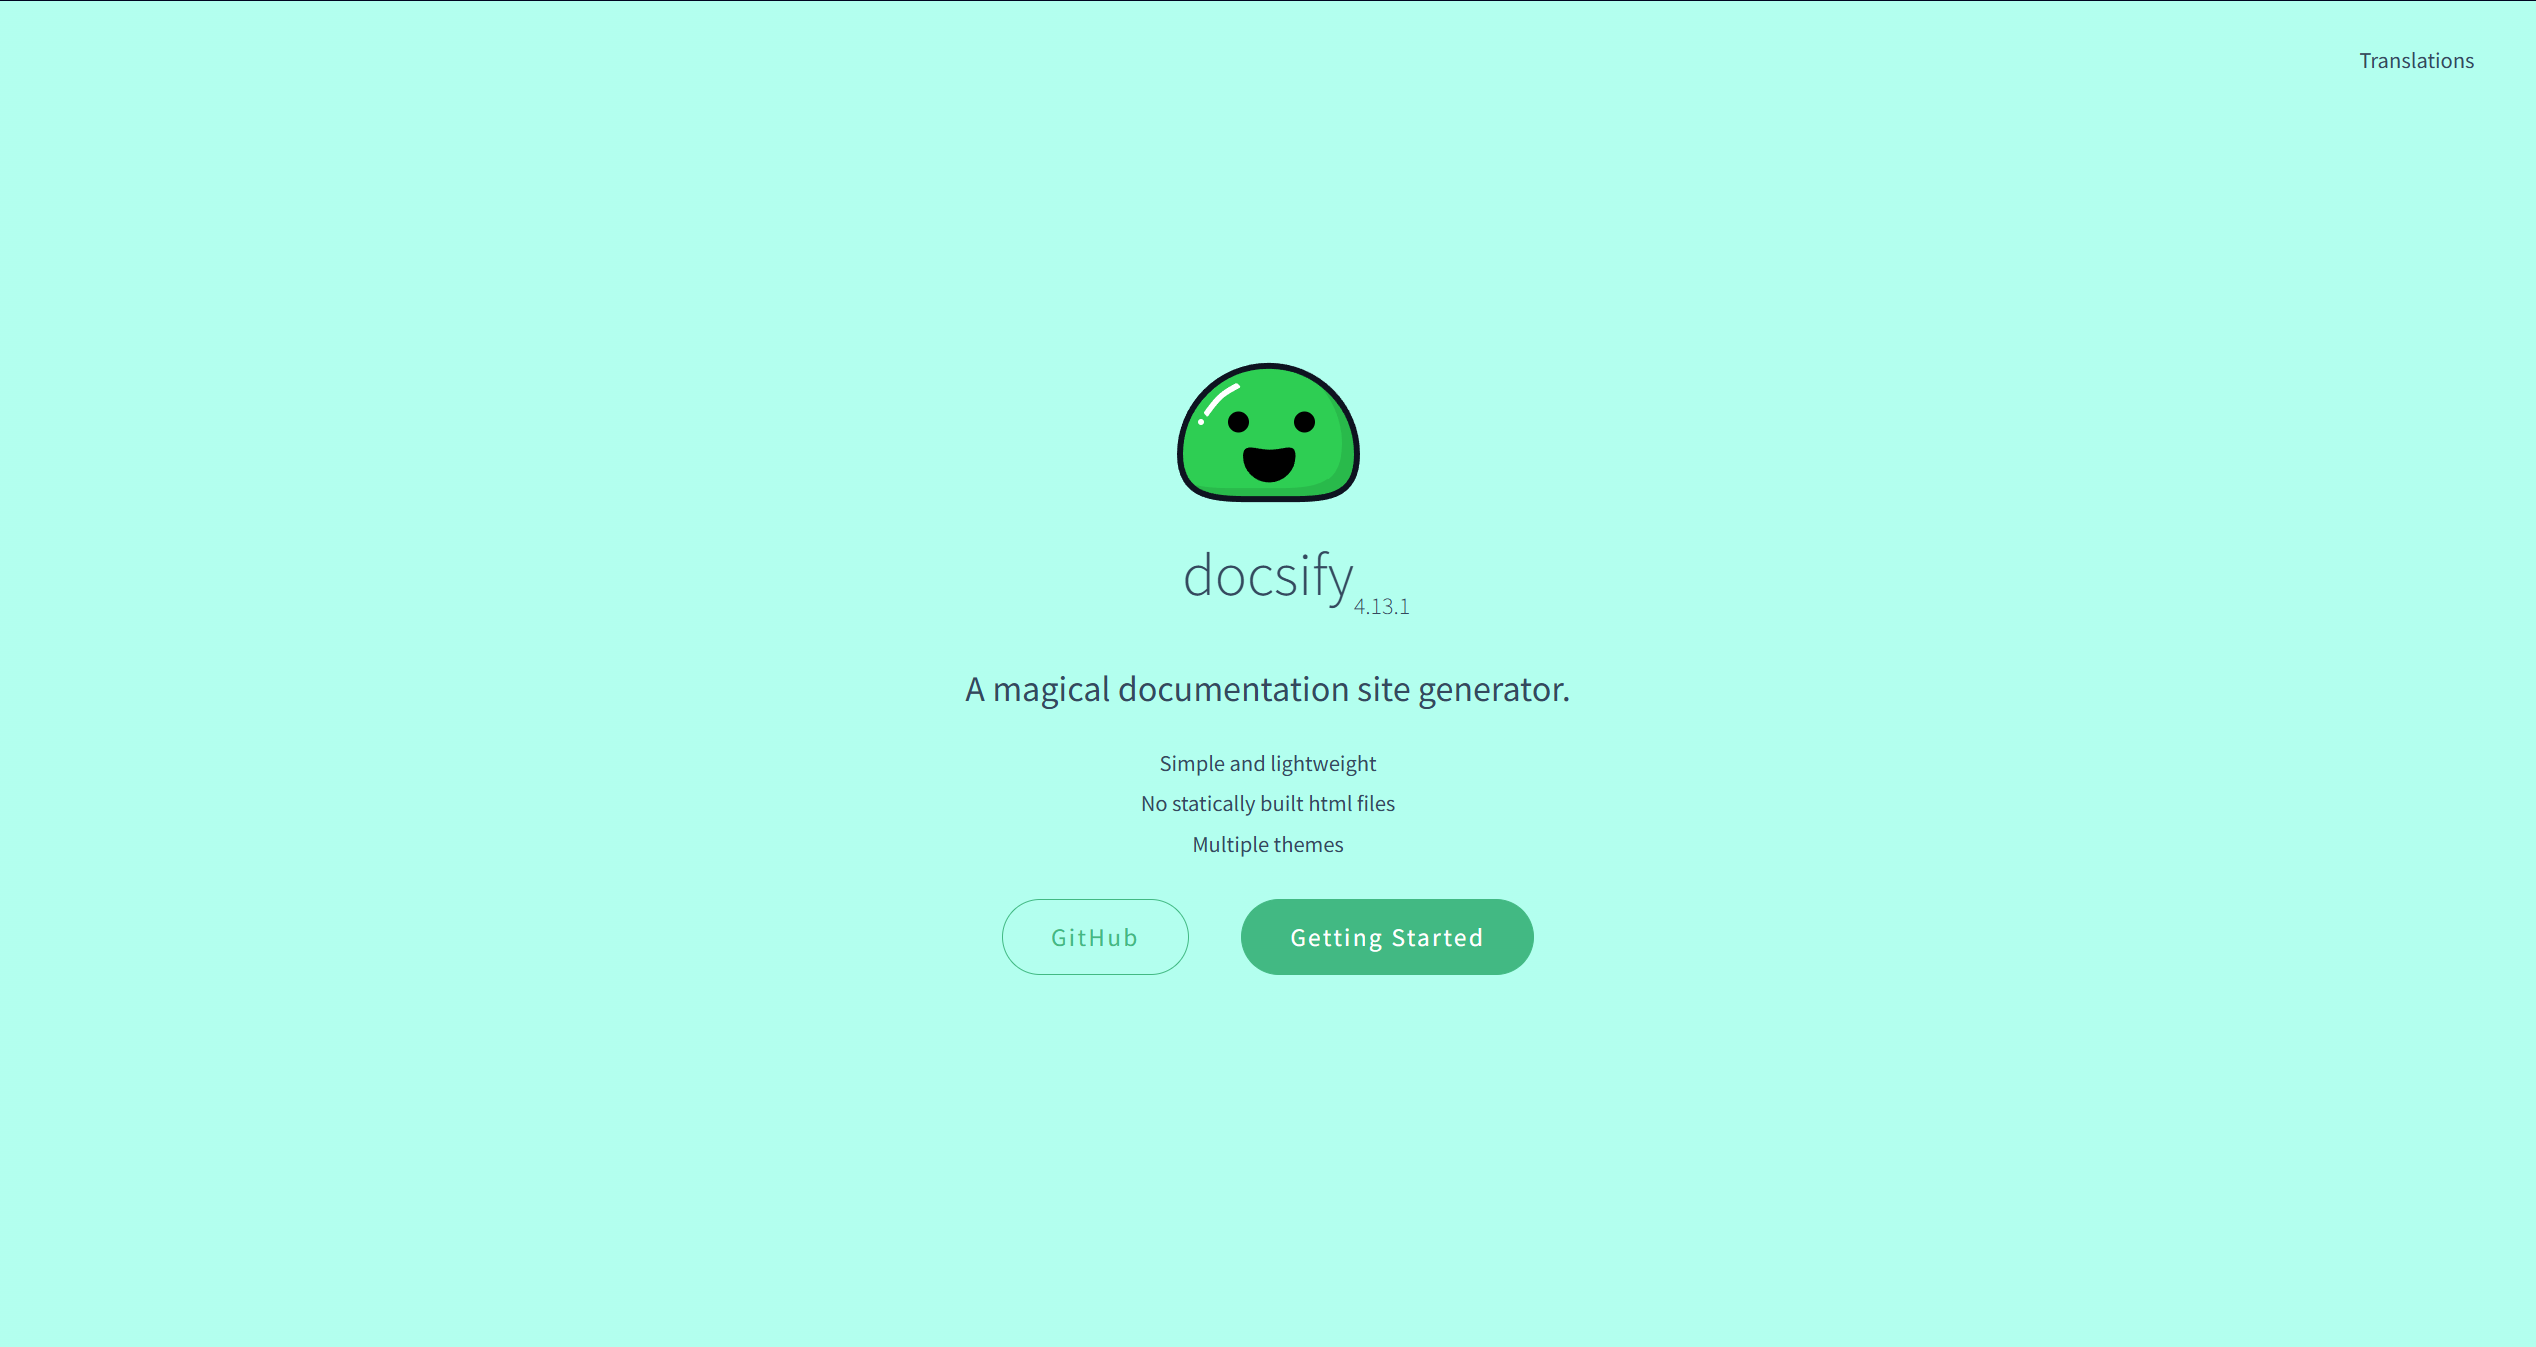 Translations
docsify 4.13.1
A magical documentation site generator.
Simple and lightweight
No statically built html files
Multiple themes
GitHub
Getting Started